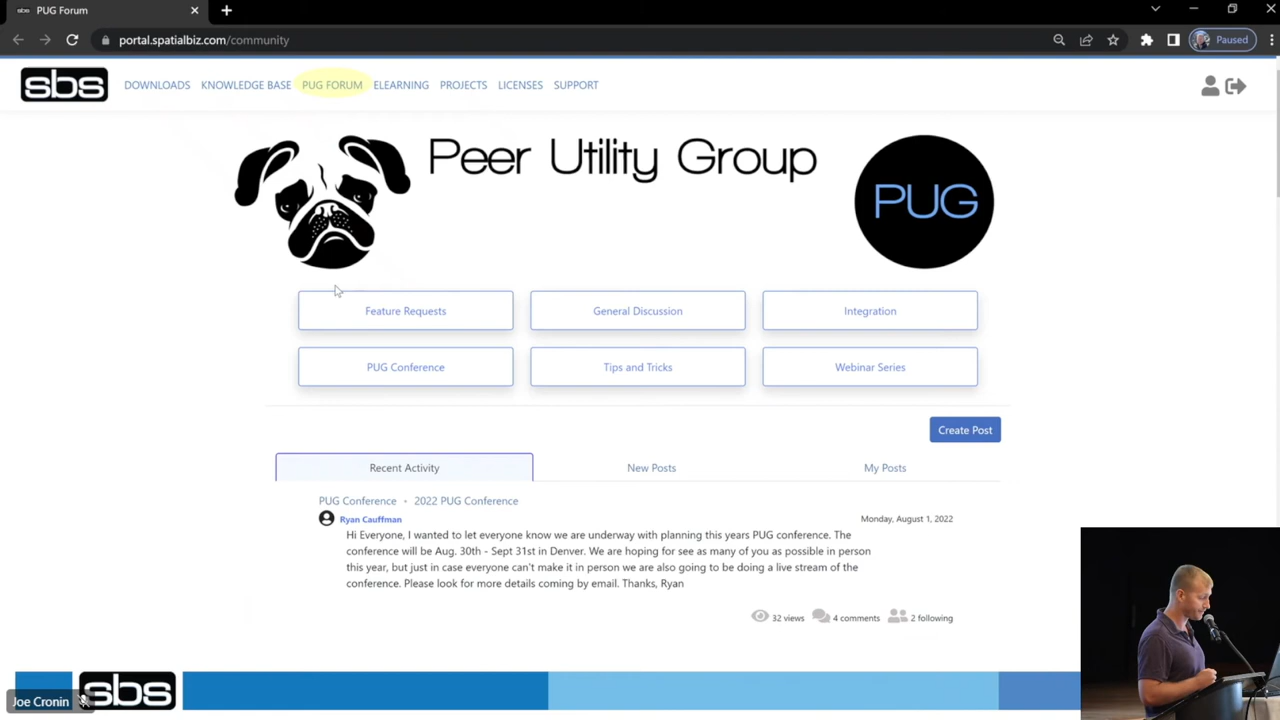 sbs PUG Forum
portal.spatialbiz.com/community
Paused
sbs
DOWNLOADS KNOWLEDGE BASE PUG FORUM ELEARNING PROJECTS LICENSES SUPPORT
Peer Utility Group
PUG
Feature Requests General Discussion Integration
PUG Conference Tips and Tricks Webinar Series
Create Post
Recent Activity New Posts My Posts
PUG Conference • 2022 PUG Conference
Ryan Cauffman Monday, August 1, 2022
Hi Everyone, I wanted to let everyone know we are underway with planning this years PUG conference. The
conference will be Aug. 30th - Sept 31st in Denver. We are hoping for see as many of you as possible in person
this year, but just in case everyone can't make it in person we are also going to be doing a live stream of the
conference. Please look for more details coming by email. Thanks, Ryan
32 views 4 comments 2 following
sbs
Joe Cronin